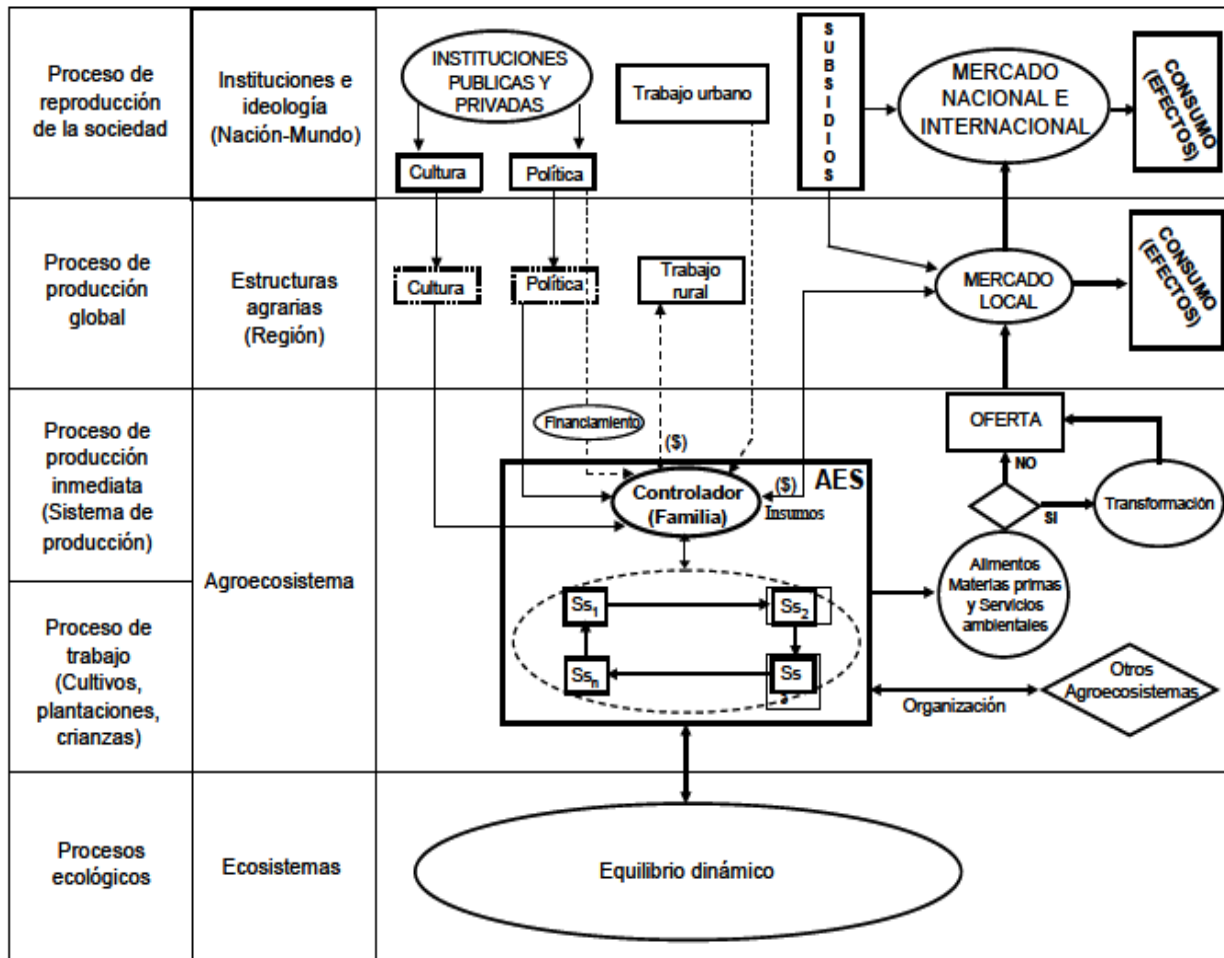 Proceso de
reproducción
de la sociedad
Instituciones e
ideología
(Nación-Mundo)
INSTITUCIONES
PUBLICAS Y
PRIVADAS
Cultura
Política
Trabajo urbano
SUBSIDIOS
MERCADO
NACIONAL E
INTERNACIONAL
CONSUMO
(EFECTOS)
Proceso de
producción
global
Estructuras
agrarias
(Región)
Cultura
Política
Trabajo
rural
MERCADO
LOCAL
CONSUMO
(EFECTOS)
Proceso de
producción
inmediata
(Sistema de
producción)
Agroecosistema
Financiamiento
($)
Controlador
(Familia)
($)
Insumos
AES
OFERTA
NO
SI
Transformación
Alimentos
Materias primas
y Servicios
ambientales
Proceso de
trabajo
(Cultivos,
plantaciones,
crianzas)
Ss1
Ss2
Ssn
Ss
Organización
Otros
Agroecosistemas
Procesos
ecológicos
Ecosistemas
Equilibrio dinámico